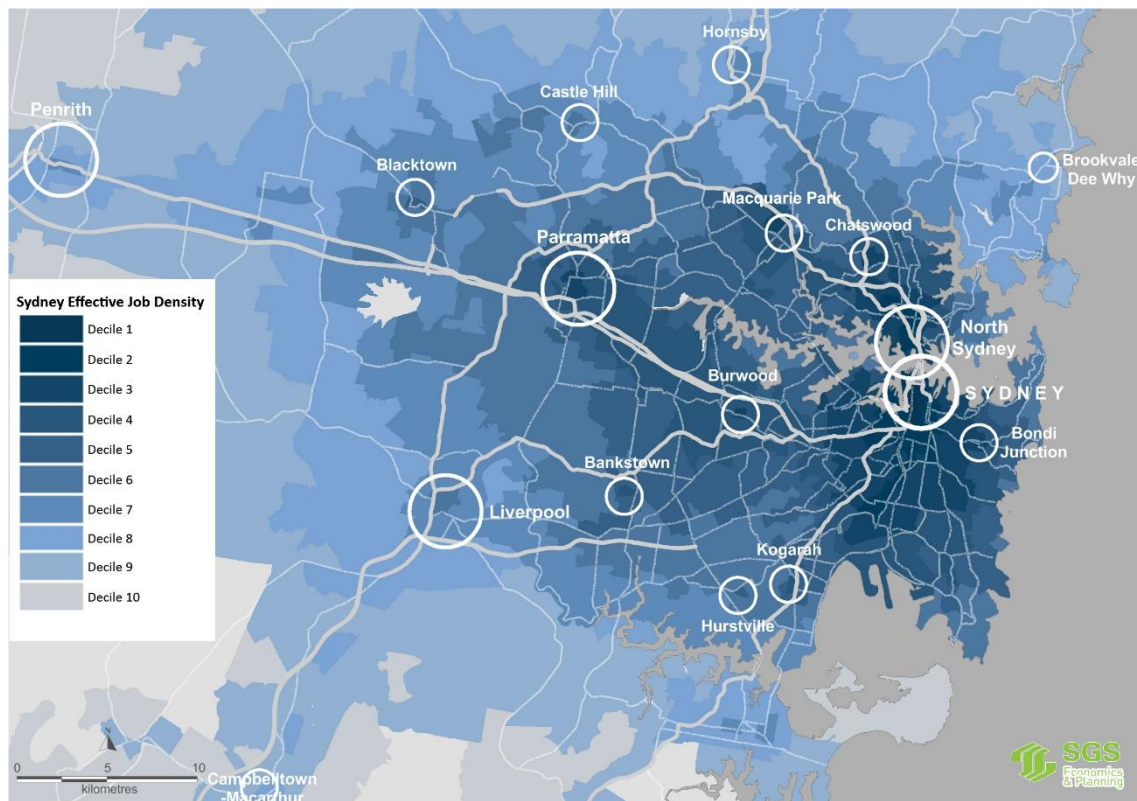 Hornsby
Castle Hill
Penrith
Blacktown
Brookvale
Dee Why
Macquarie Park
Chatswood
Parramatta
North
Sydney
Burwood
SYDNEY
Bondi
Junction
Bankstown
Liverpool
Kogarah
Hurstville
Campbelltown
-Macarthur
Sydney Effective Job Density
Decile 1
Decile 2
Decile 3
Decile 4
Decile 5
Decile 6
Decile 7
Decile 8
Decile 9
Decile 10
N
0 5 10
kilometres
SGS
Economics
& Planning